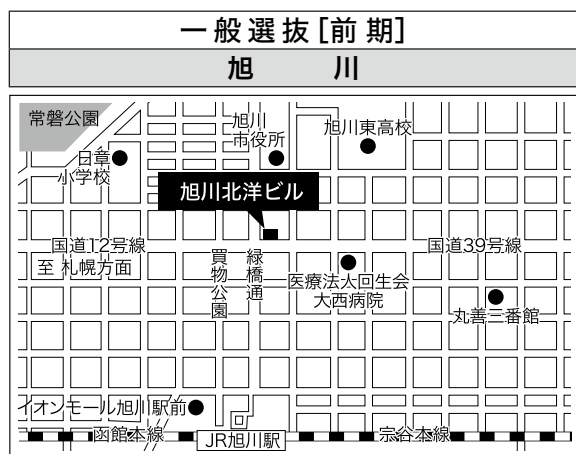 一般選抜［前期］
旭　　川
常磐公園
旭川
市役所
旭川東高校
日章
小学校
旭川北洋ビル
国道12号線
至 札幌方面
買物公園
緑橋通
国道39号線
医療法人回生会
大西病院
丸善三番館
イオンモール旭川駅前
函館本線
JR旭川駅
宗谷本線